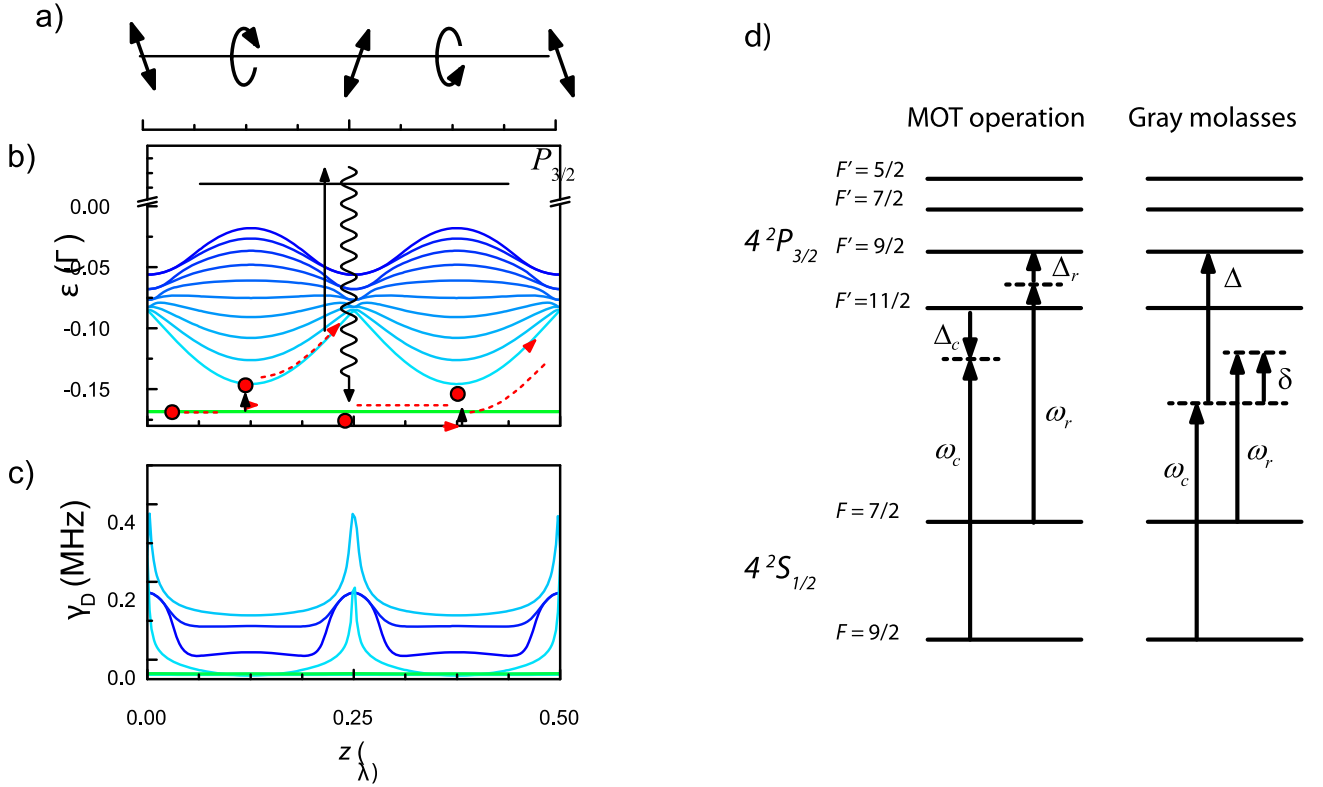 a)
b)
P3/2
0.00
-0.05
-0.10
-0.15
ε (Γ)
c)
0.4
0.2
0.0
γD (MHz)
0.00 0.25 0.50
z (λ)
d)
MOT operation Gray molasses
F' = 5/2
F' = 7/2
4 ²P3/2
F' = 9/2
Δr
Δ
F' = 11/2
Δc
δ
ωc
ωr
ωc
ωr
F = 7/2
4 ²S1/2
F = 9/2